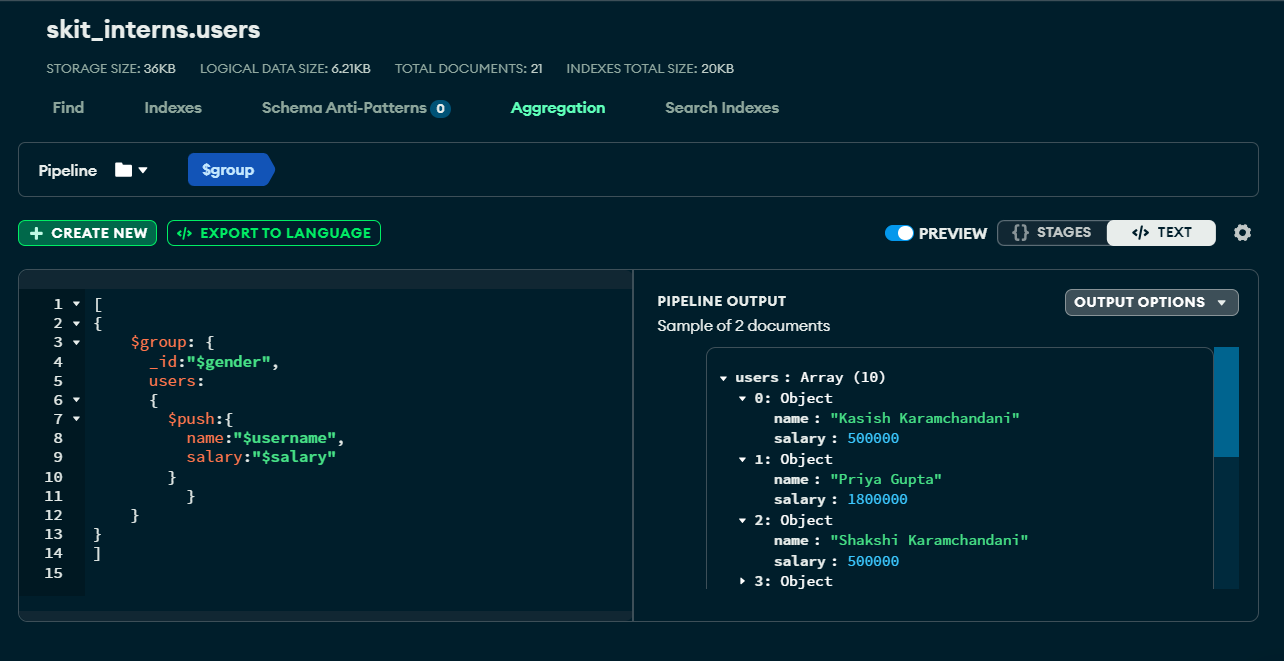 skit_interns.users
STORAGE SIZE: 36KB LOGICAL DATA SIZE: 6.21KB TOTAL DOCUMENTS: 21 INDEXES TOTAL SIZE: 20KB
Find Indexes Schema Anti-Patterns 0 Aggregation Search Indexes
Pipeline $group
+ CREATE NEW </> EXPORT TO LANGUAGE PREVIEW {} STAGES </> TEXT
1 [
2 {
3 $group: {
4 _id:"$gender",
5 users:
6 {
7 $push:{
8 name:"$username",
9 salary:"$salary"
10 }
11 }
12 }
13 }
14 ]
15
PIPELINE OUTPUT OUTPUT OPTIONS
Sample of 2 documents
users : Array (10)
0: Object
name : "Kasish Karamchandani"
salary : 500000
1: Object
name : "Priya Gupta"
salary : 1800000
2: Object
name : "Shakshi Karamchandani"
salary : 500000
3: Object